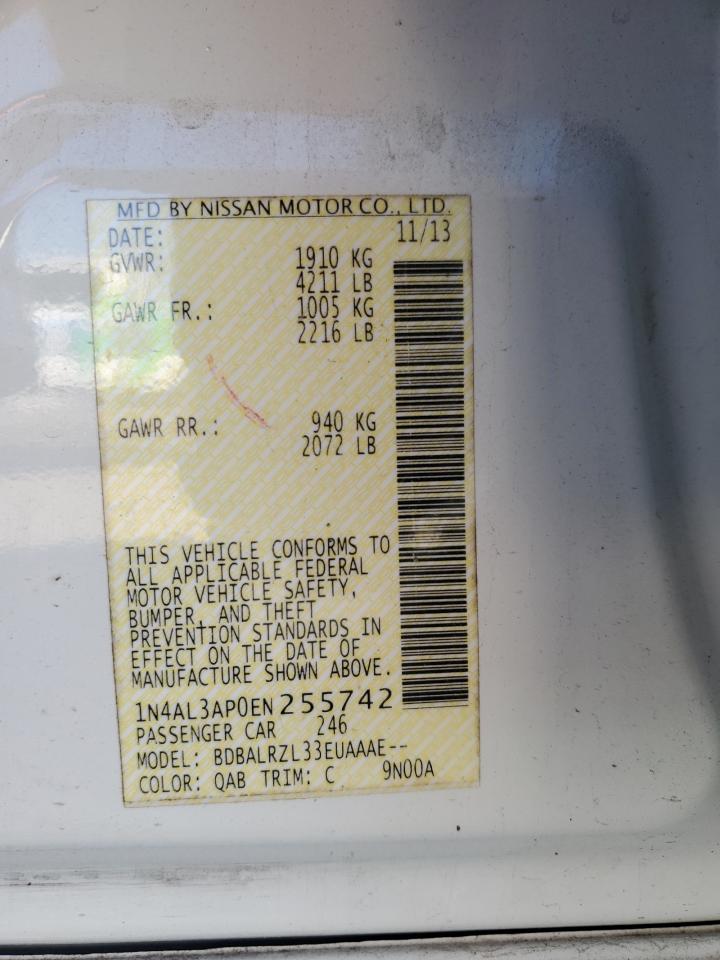 MFD BY NISSAN MOTOR CO., LTD.
DATE: 11/13
GVWR: 1910 KG
4211 LB
GAWR FR.: 1005 KG
2216 LB
GAWR RR.: 940 KG
2072 LB
THIS VEHICLE CONFORMS TO
ALL APPLICABLE FEDERAL
MOTOR VEHICLE SAFETY,
BUMPER, AND THEFT
PREVENTION STANDARDS IN
EFFECT ON THE DATE OF
MANUFACTURE SHOWN ABOVE.
1N4AL3AP0EN255742
PASSENGER CAR 246
MODEL: BDBALRZL33EUAAAE--
COLOR: QAB TRIM: C 9N00A